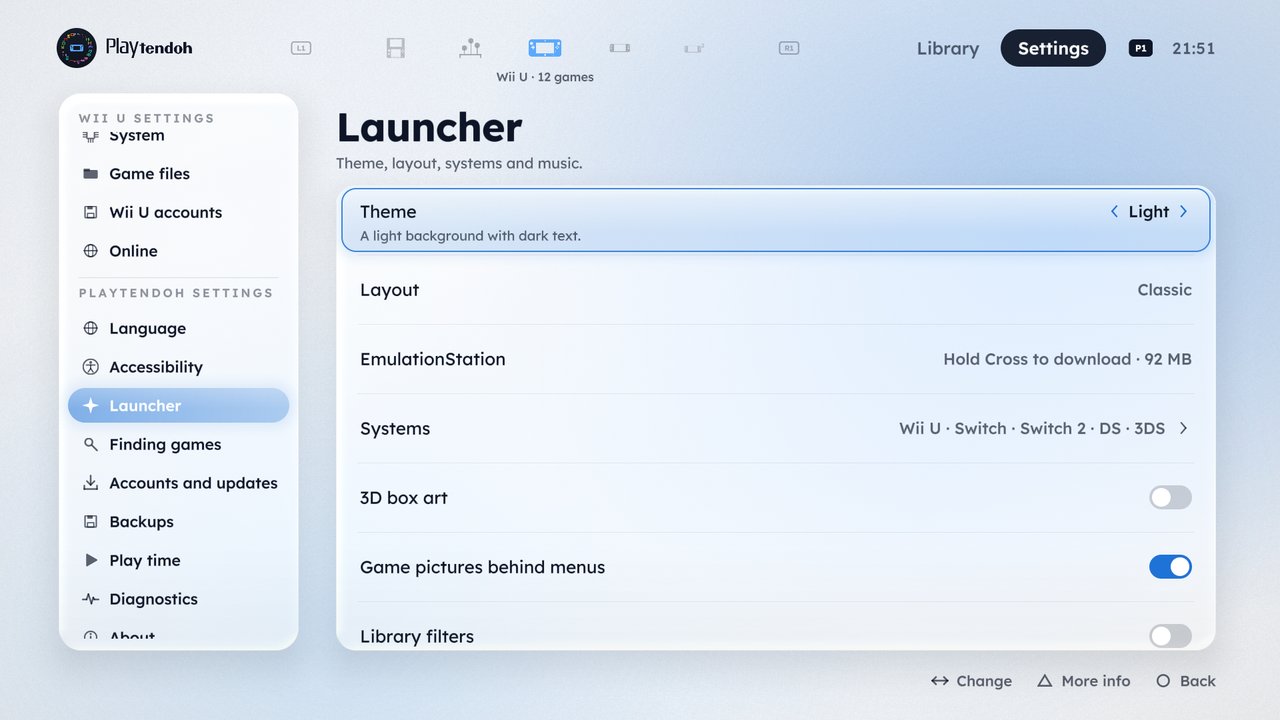 Playtendoh
L1
R1
Library
Settings
P1
21:51
Wii U · 12 games
WII U SETTINGS
System
Game files
Wii U accounts
Online
PLAYTENDOH SETTINGS
Language
Accessibility
Launcher
Finding games
Accounts and updates
Backups
Play time
Diagnostics
About
Launcher
Theme, layout, systems and music.
Theme
Light
A light background with dark text.
Layout
Classic
EmulationStation
Hold Cross to download · 92 MB
Systems
Wii U · Switch · Switch 2 · DS · 3DS
3D box art
Game pictures behind menus
Library filters
Change
More info
Back